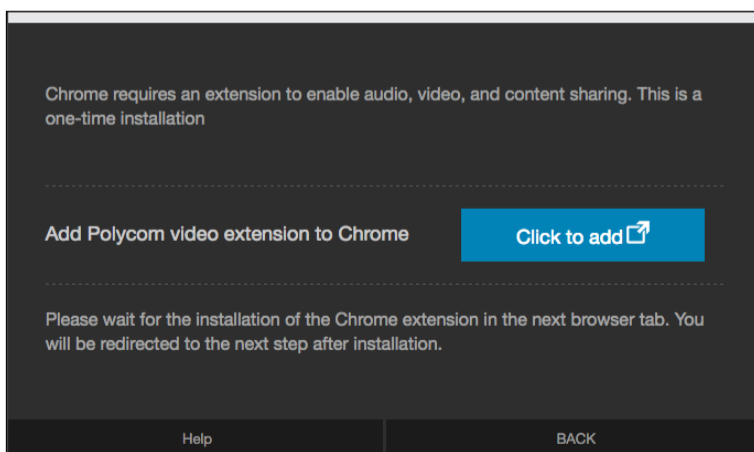 Chrome requires an extension to enable audio, video, and content sharing. This is a
one-time installation
Add Polycom video extension to Chrome
Click to add
Please wait for the installation of the Chrome extension in the next browser tab. You
will be redirected to the next step after installation.
Help
BACK